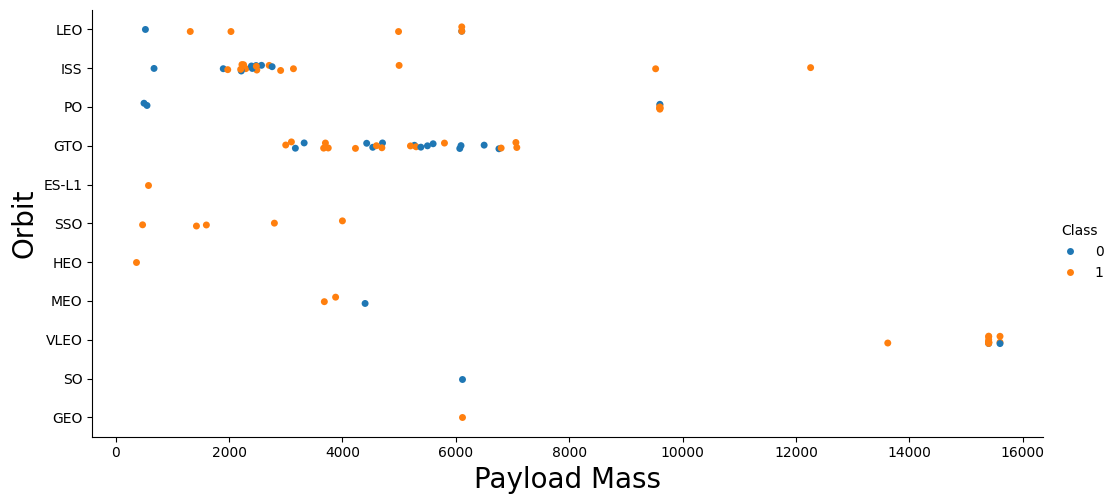 LEO
ISS
PO
GTO
ES-L1
SSO
HEO
MEO
VLEO
SO
GEO
Orbit
0 2000 4000 6000 8000 10000 12000 14000 16000
Payload Mass
Class
0
1